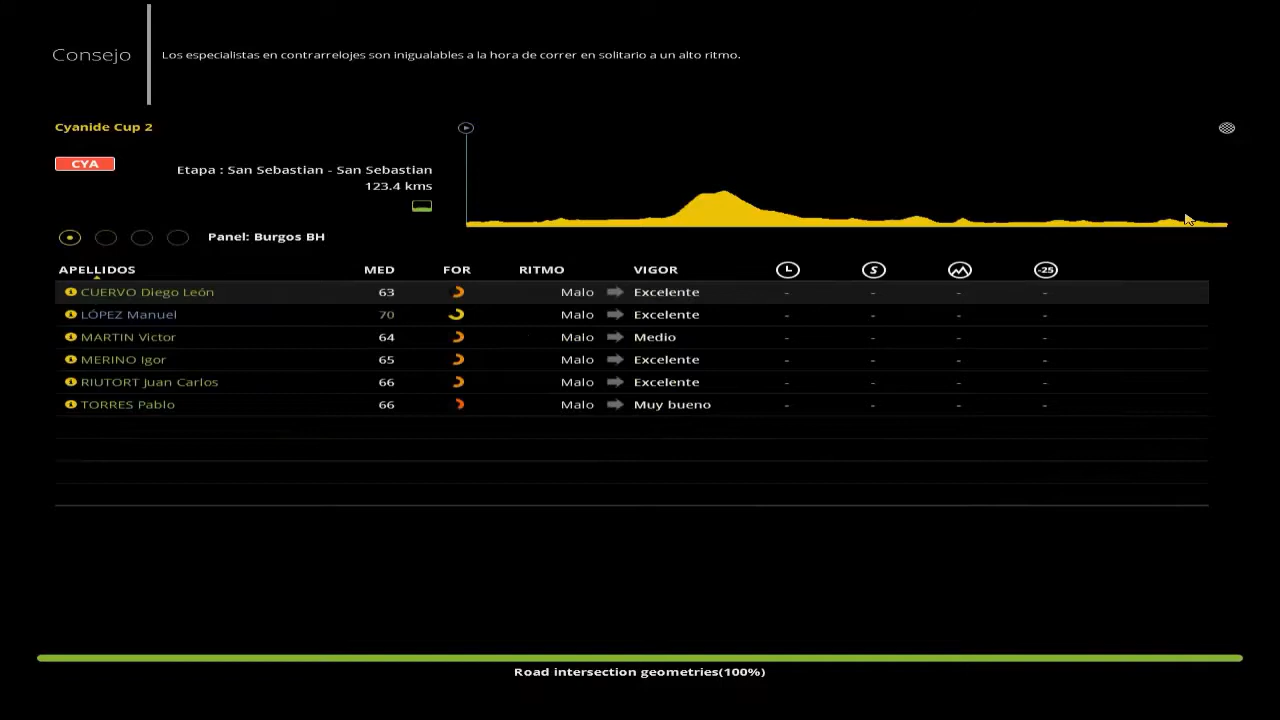 Consejo
Los especialistas en contrarrelojes son inigualables a la hora de correr en solitario a un alto ritmo.
Cyanide Cup 2
CYA
Etapa : San Sebastian - San Sebastian
123.4 kms
Panel: Burgos BH
APELLIDOS MED FOR RITMO VIGOR S -25
CUERVO Diego León 63 Malo Excelente - - - -
LÓPEZ Manuel 70 Malo Excelente - - - -
MARTIN Victor 64 Malo Medio - - - -
MERINO Igor 65 Malo Excelente - - - -
RIUTORT Juan Carlos 66 Malo Excelente - - - -
TORRES Pablo 66 Malo Muy bueno - - - -
Road intersection geometries(100%)